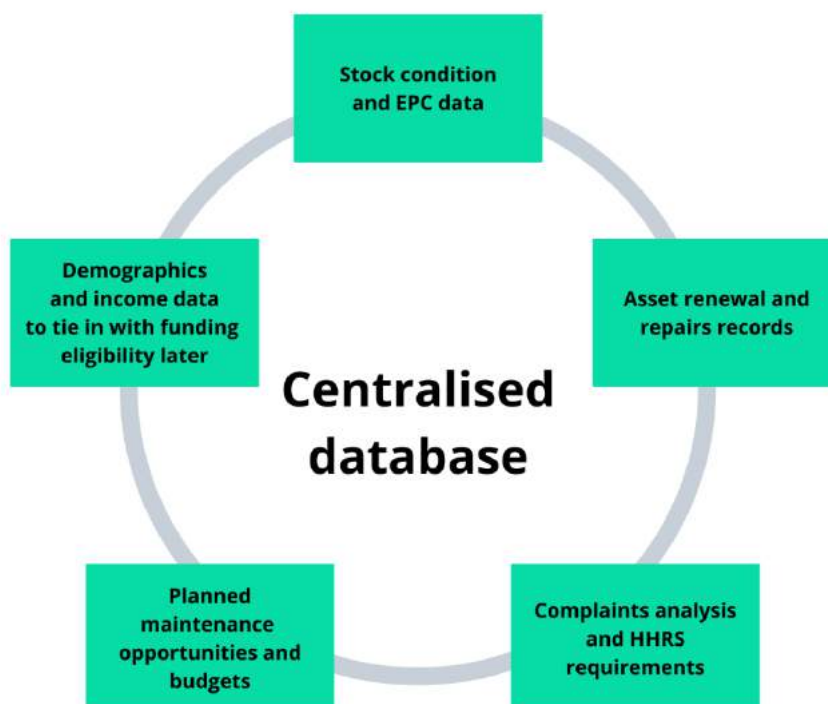 Stock condition
and EPC data
Asset renewal and
repairs records
Complaints analysis
and HHRS
requirements
Planned
maintenance
opportunities and
budgets
Demographics
and income data
to tie in with funding
eligibility later
Centralised
database